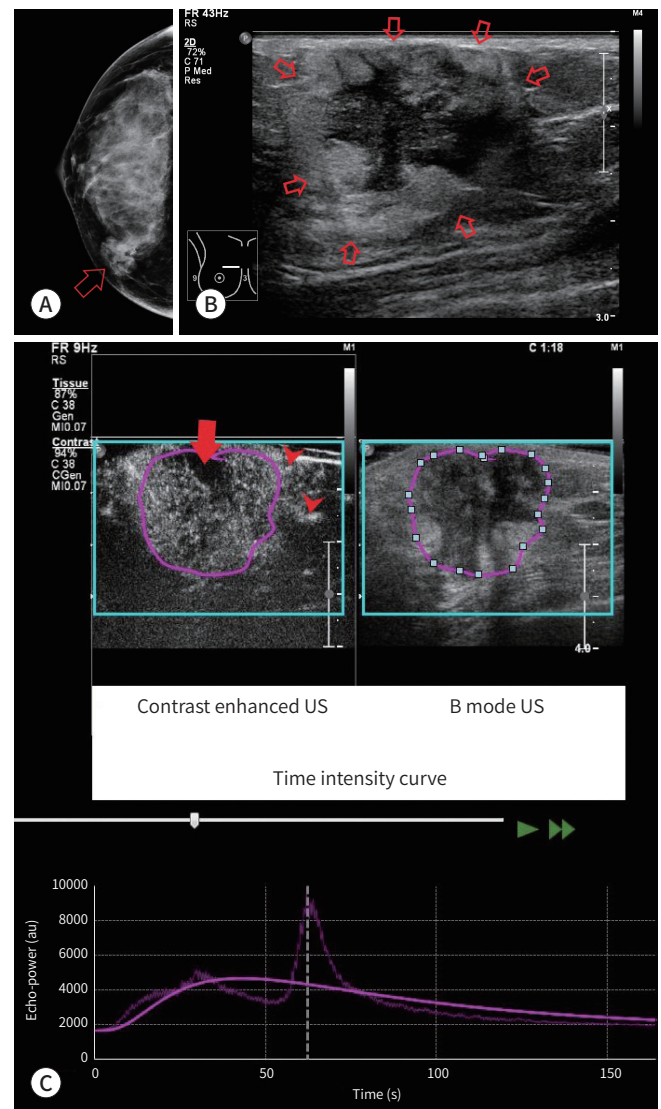 FR 43Hz
RS
M4
2D
72%
C 71
P Med
Res
P
x
9
3
3.0
A
B
FR 9Hz
RS
M1
C 1:18
M1
Tissue
87%
C 38
Gen
MI0.07
Contrast
94%
C 38
CGen
MI0.07
4.0
Contrast enhanced US
B mode US
Time intensity curve
10000
8000
6000
4000
2000
0
Echo-power (au)
0
50
100
150
Time (s)
C